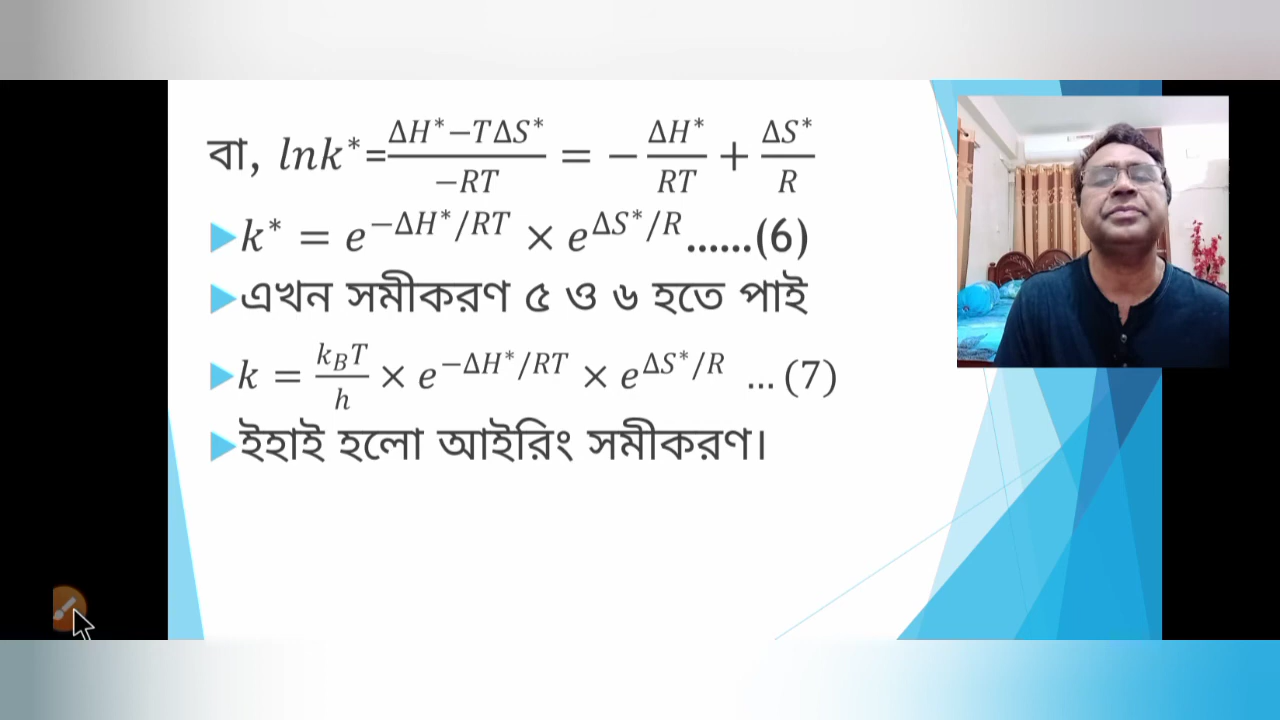 বা, lnk*=ΔH*−TΔS*/−RT = −ΔH*/RT + ΔS*/R
k* = e^−ΔH*/RT × e^ΔS*/R......(6)
এখন সমীকরণ ৫ ও ৬ হতে পাই
k = k_BT/h × e^−ΔH*/RT × e^ΔS*/R ... (7)
ইহাই হলো আইরিং সমীকরণ।